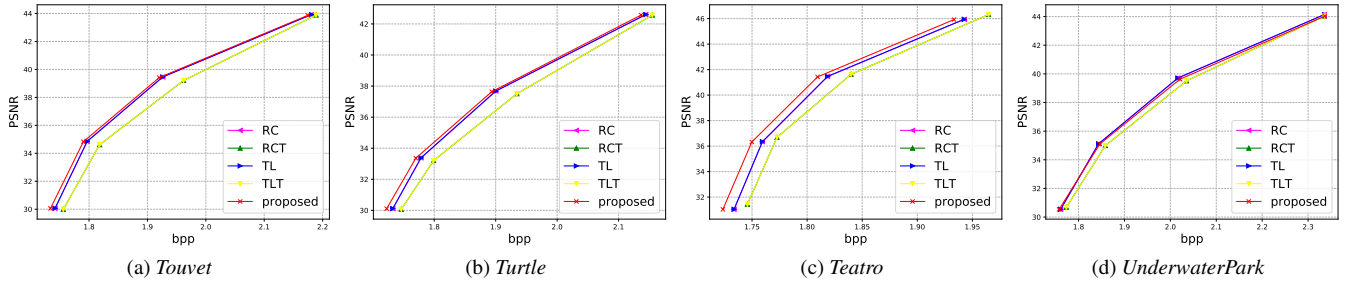 44
42
40
38
36
34
32
30
PSNR
1.8
1.9
2.0
2.1
2.2
bpp
RC
RCT
TL
TLT
proposed
(a) Touvet
42
40
38
36
34
32
30
PSNR
1.8
1.9
2.0
2.1
bpp
RC
RCT
TL
TLT
proposed
(b) Turtle
46
44
42
40
38
36
34
32
PSNR
1.75
1.80
1.85
1.90
1.95
bpp
RC
RCT
TL
TLT
proposed
(c) Teatro
44
42
40
38
36
34
32
30
PSNR
1.8
1.9
2.0
2.1
2.2
2.3
bpp
RC
RCT
TL
TLT
proposed
(d) UnderwaterPark